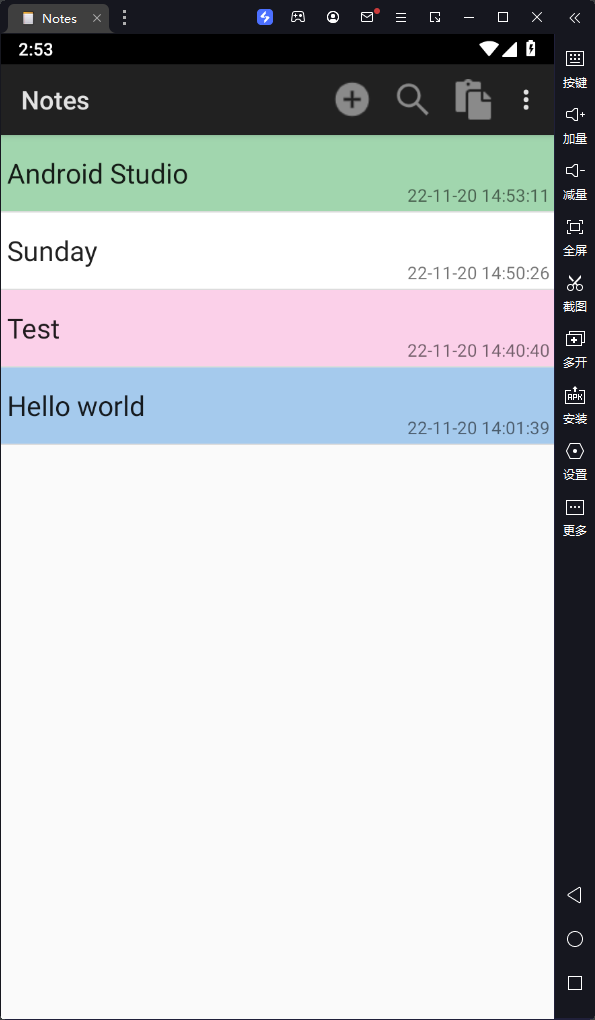 Notes
2:53
Notes
Android Studio
22-11-20 14:53:11
Sunday
22-11-20 14:50:26
Test
22-11-20 14:40:40
Hello world
22-11-20 14:01:39
按键
加量
减量
全屏
截图
多开
APK
安装
设置
更多